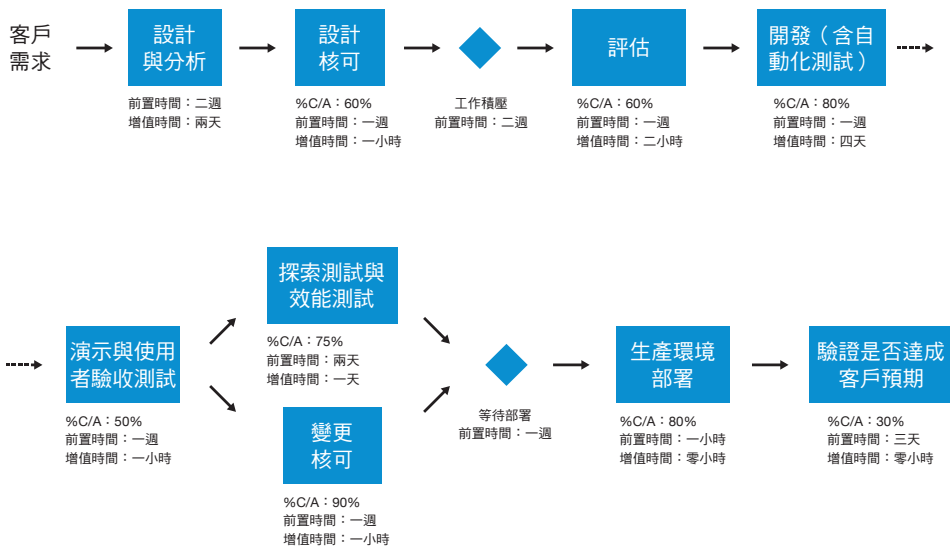 客戶
需求
設計
與分析
前置時間：二週
增值時間：兩天
設計
核可
%C/A：60%
前置時間：一週
增值時間：一小時
工作積壓
前置時間：二週
評估
%C/A：60%
前置時間：一週
增值時間：二小時
開發（含自
動化測試）
%C/A：80%
前置時間：一週
增值時間：四天
演示與使用
者驗收測試
%C/A：50%
前置時間：一週
增值時間：一小時
探索測試與
效能測試
%C/A：75%
前置時間：兩天
增值時間：一天
變更
核可
%C/A：90%
前置時間：一週
增值時間：一小時
等待部署
前置時間：一週
生產環境
部署
%C/A：80%
前置時間：一小時
增值時間：零小時
驗證是否達成
客戶預期
%C/A：30%
前置時間：三天
增值時間：零小時